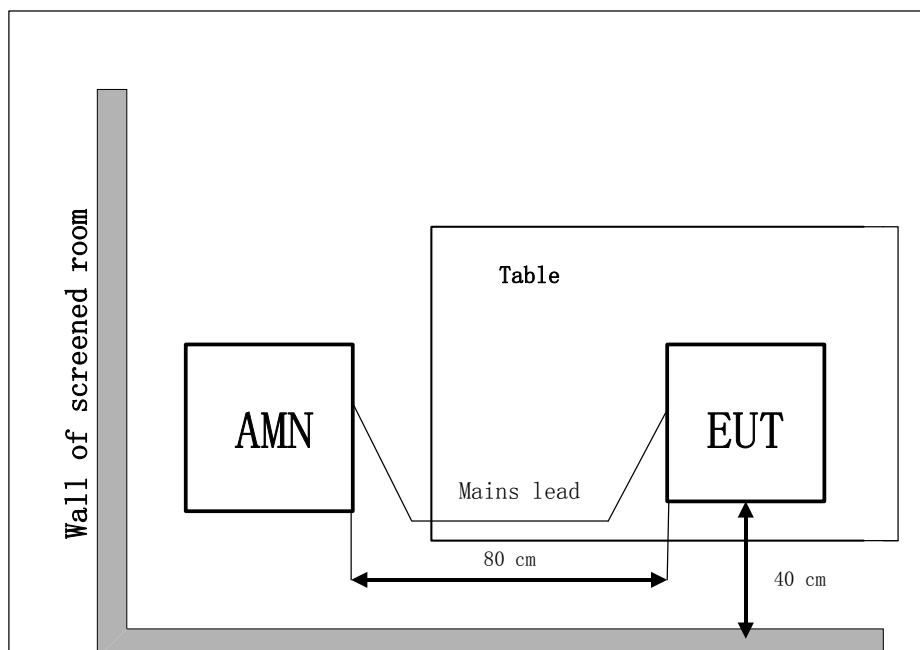 Wall of screened room
Table
AMN
EUT
Mains lead
80 cm
40 cm